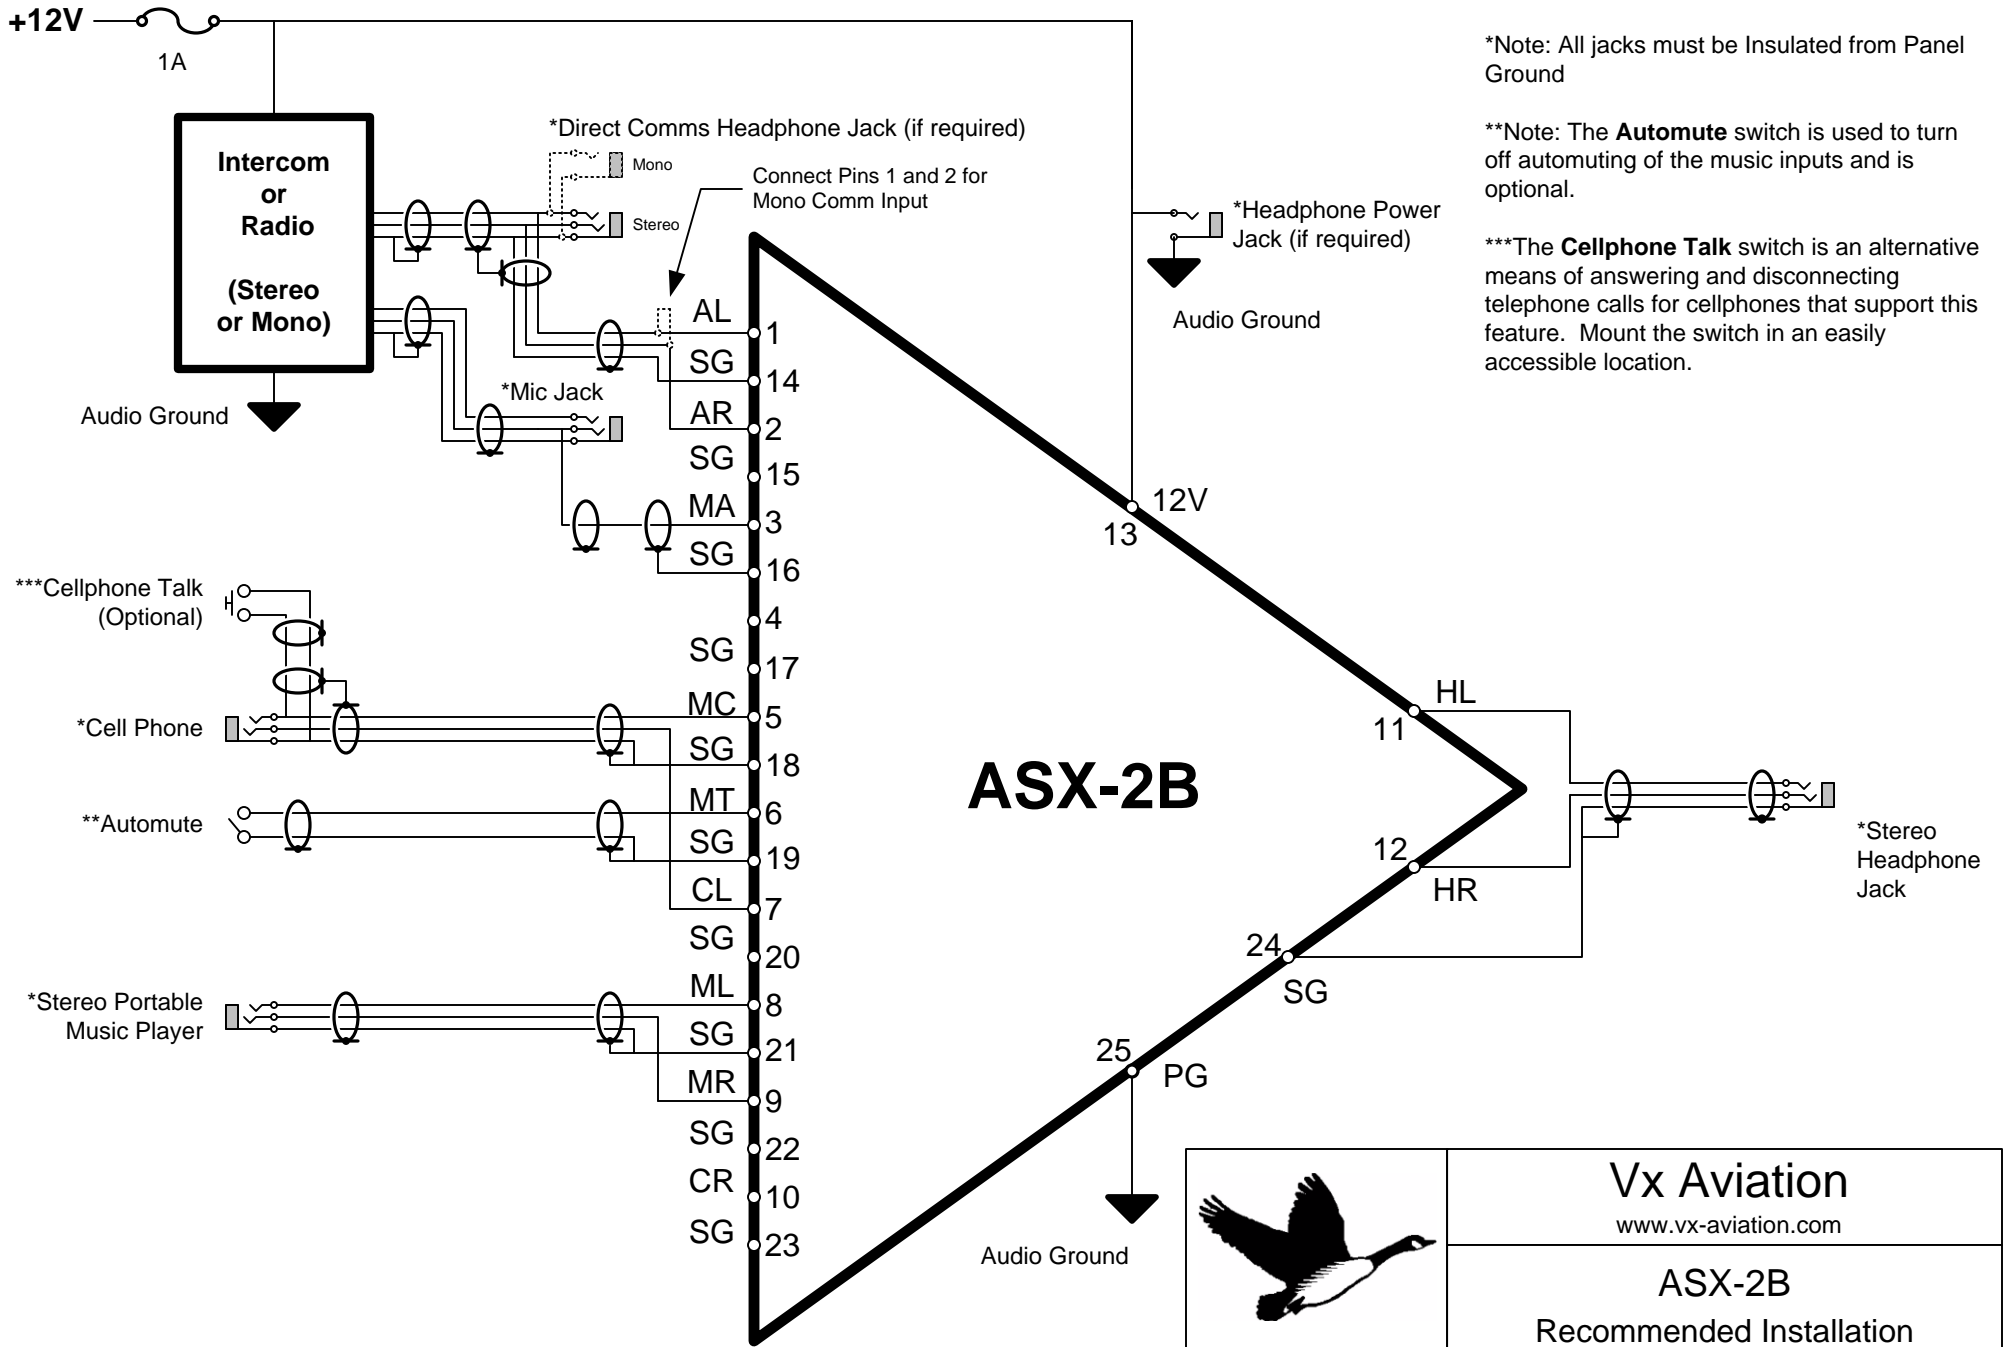 +12V
1A
Intercom
or
Radio
(Stereo
or Mono)
Audio Ground
*Direct Comms Headphone Jack (if required)
Mono
Stereo
Connect Pins 1 and 2 for
Mono Comm Input
*Mic Jack
***Cellphone Talk
(Optional)
*Cell Phone
**Automute
*Stereo Portable
Music Player
AL
1
SG
14
AR
2
SG
15
MA
3
SG
16
4
SG
17
MC
5
SG
18
MT
6
SG
19
CL
7
SG
20
ML
8
SG
21
MR
9
SG
22
CR
10
SG
23
ASX-2B
12V
13
*Headphone Power
Jack (if required)
Audio Ground
HL
11
12
HR
24
SG
25
PG
Audio Ground
*Stereo
Headphone
Jack
*Note: All jacks must be Insulated from Panel
Ground
**Note: The Automute switch is used to turn
off automuting of the music inputs and is
optional.
***The Cellphone Talk switch is an alternative
means of answering and disconnecting
telephone calls for cellphones that support this
feature. Mount the switch in an easily
accessible location.
Vx Aviation
www.vx-aviation.com
ASX-2B
Recommended Installation